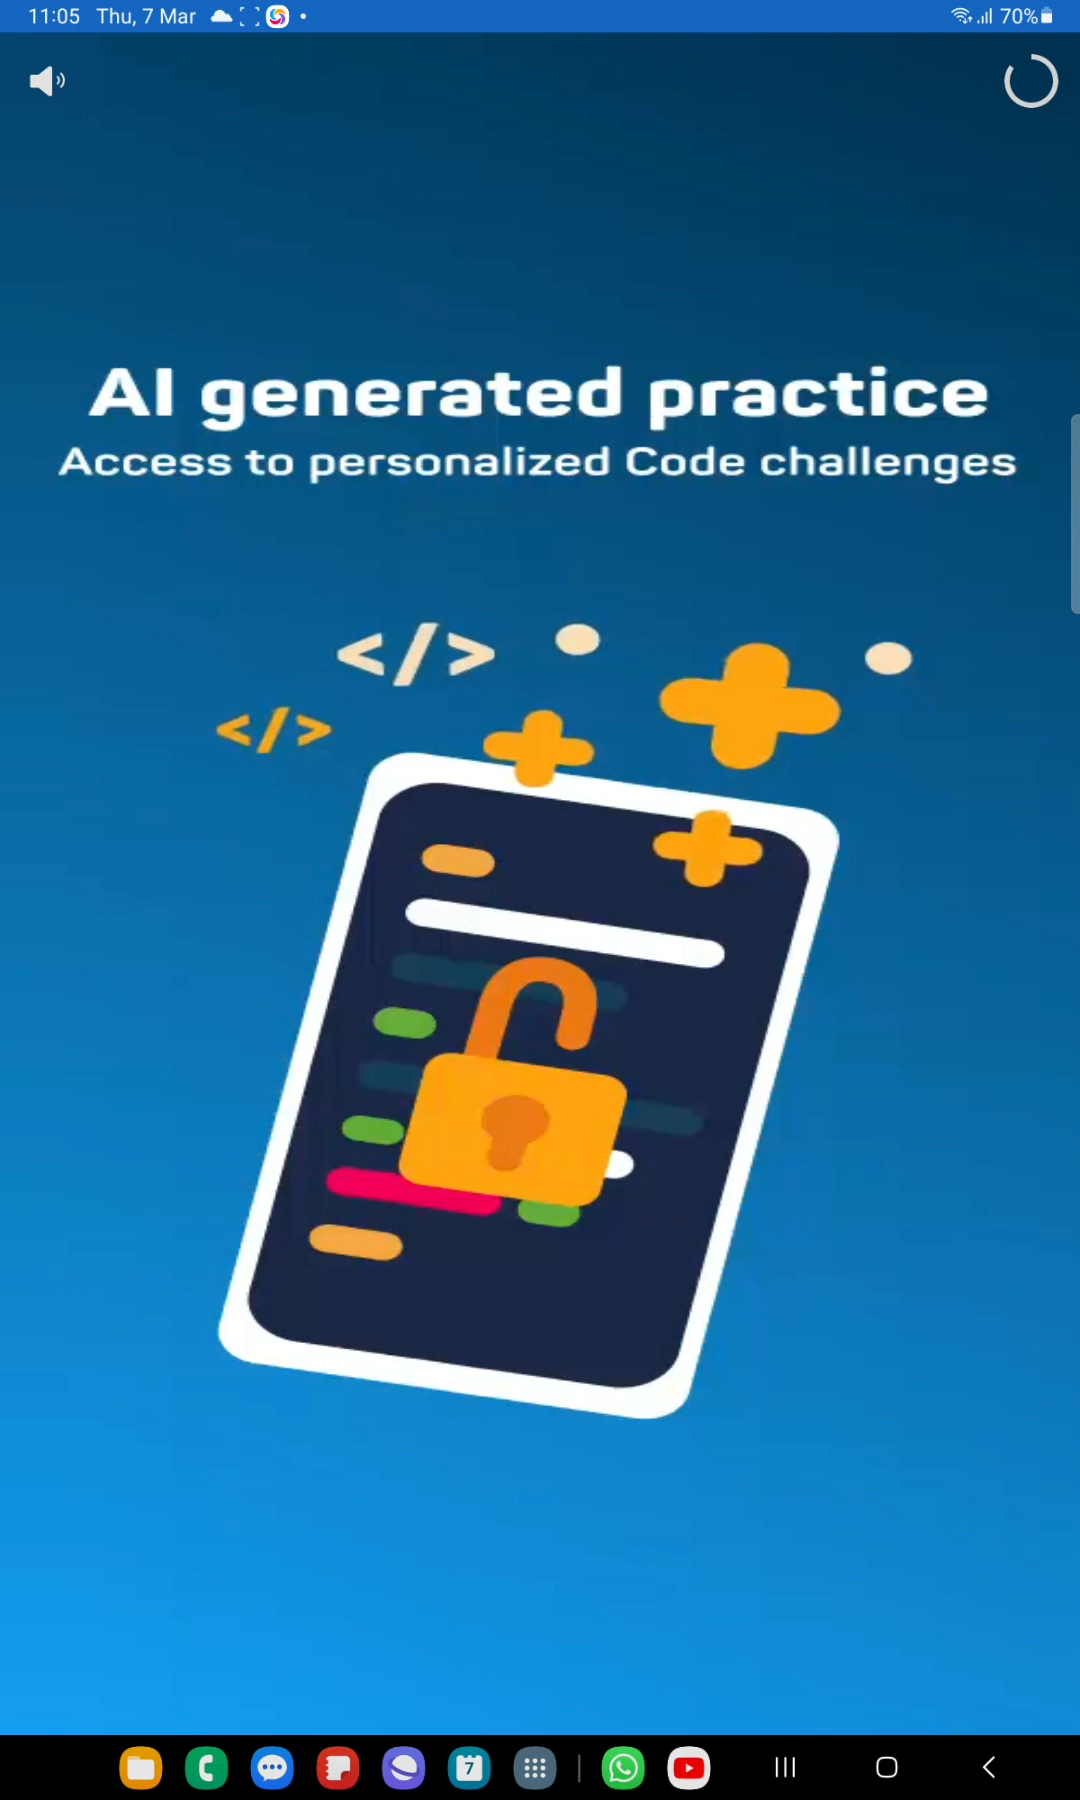 11:05 Thu, 7 Mar
70%
AI generated practice
Access to personalized Code challenges
</>
</>
7